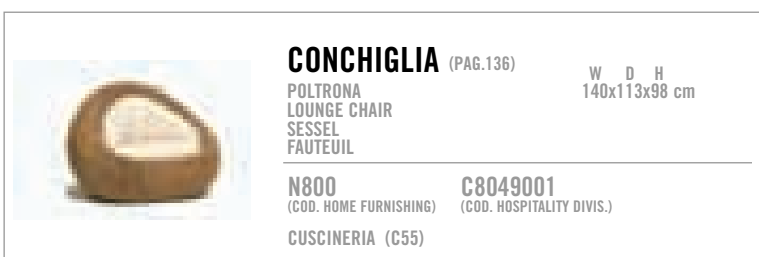 CONCHIGLIA (PAG.136)
POLTRONA
LOUNGE CHAIR
SESSEL
FAUTEUIL
W D H
140x113x98 cm
N800
(COD. HOME FURNISHING)
C8049001
(COD. HOSPITALITY DIVIS.)
CUSCINERIA (C55)